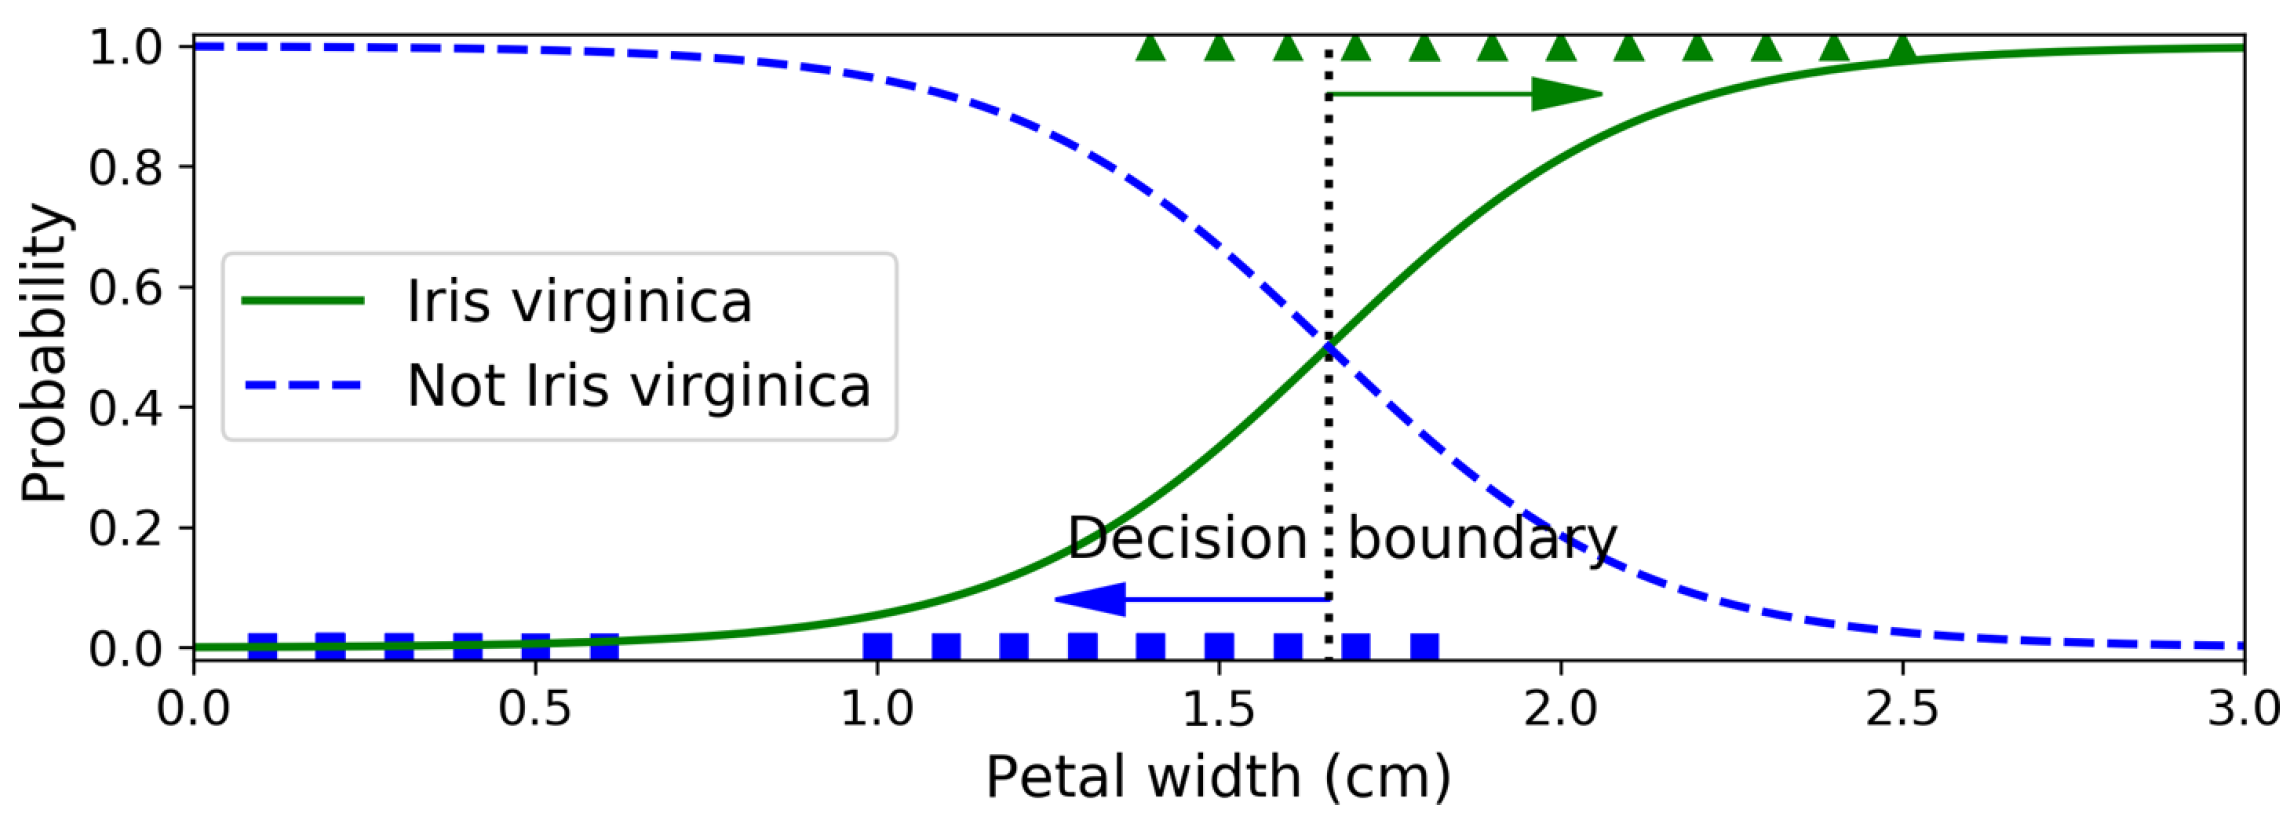 1.0
0.8
0.6
0.4
0.2
0.0
Probability
Iris virginica
Not Iris virginica
Decision boundary
0.0 0.5 1.0 1.5 2.0 2.5 3.0
Petal width (cm)